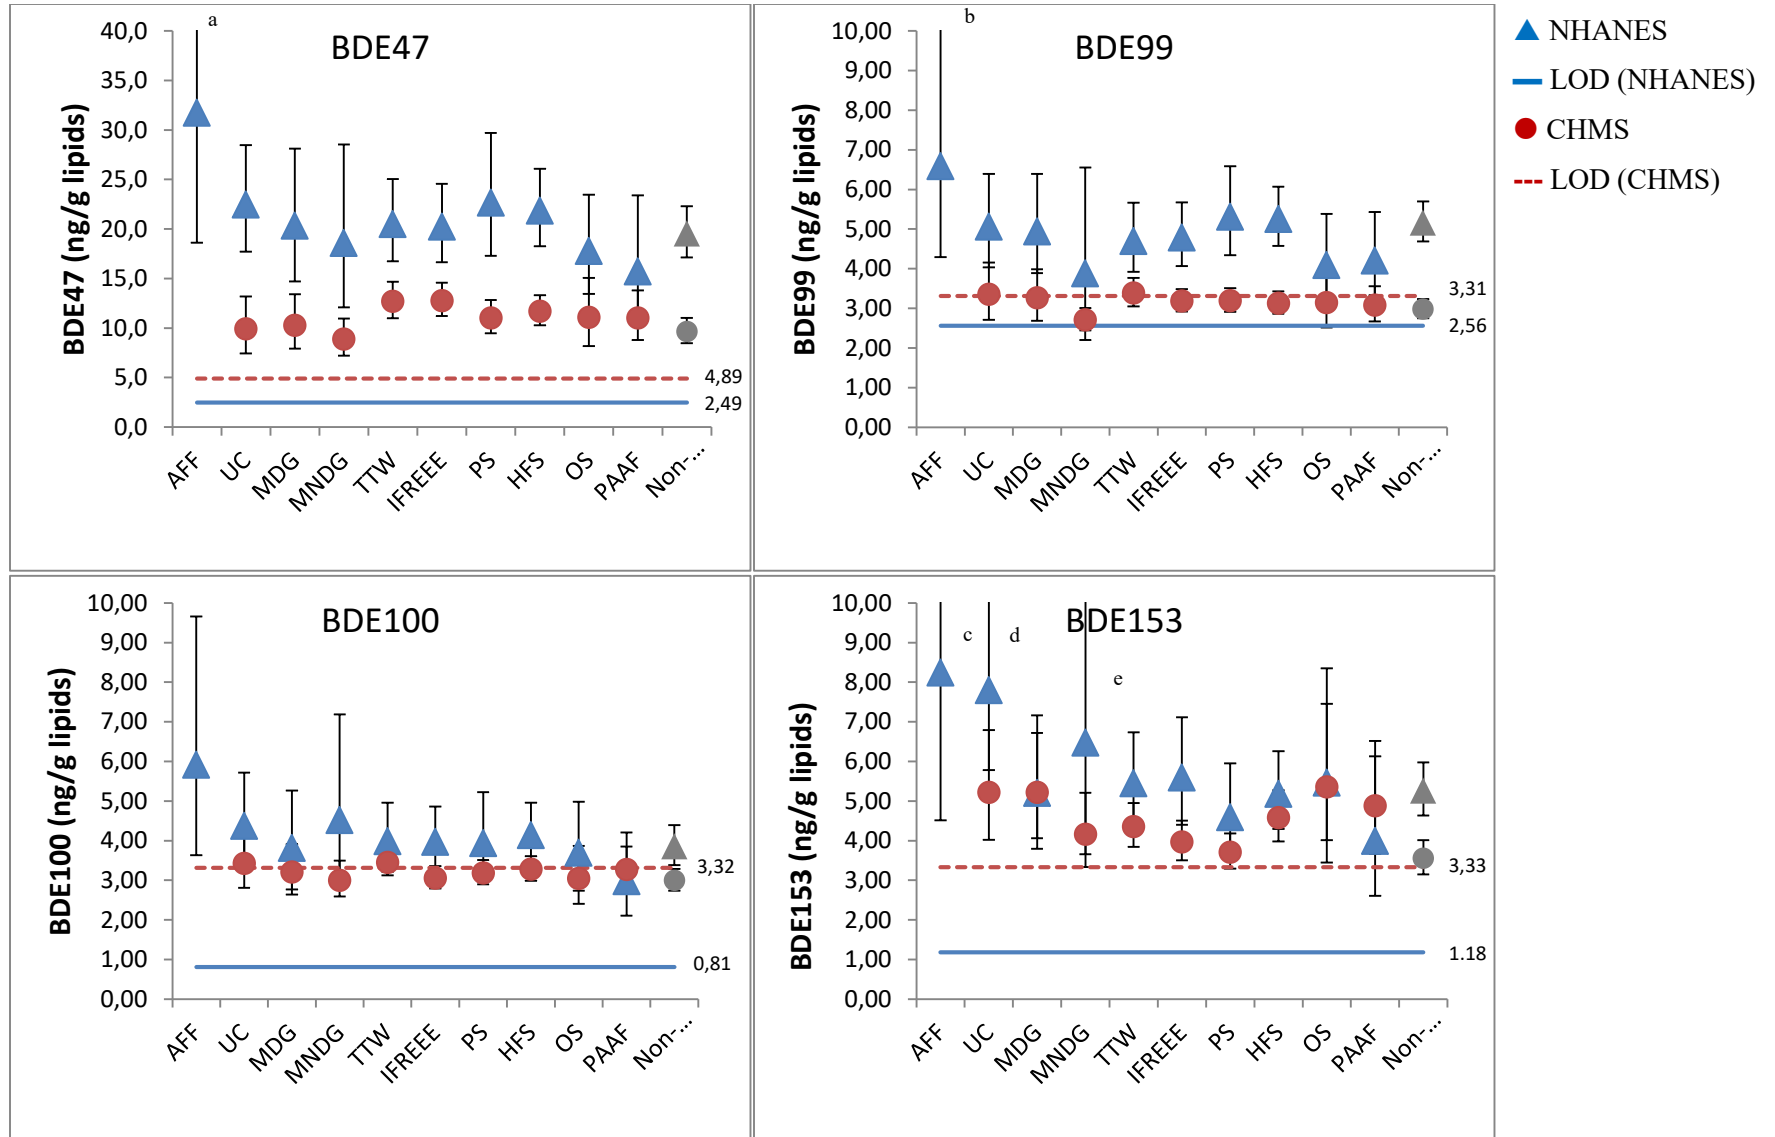 a
BDE47
BDE47 (ng/g lipids)
40,0
35,0
30,0
25,0
20,0
15,0
10,0
5,0
0,0
4,89
2,49
AFF
UC
MDG
MNDG
TTW
IFREEE
PS
HFS
OS
PAAF
Non-...
b
BDE99
BDE99 (ng/g lipids)
10,00
9,00
8,00
7,00
6,00
5,00
4,00
3,00
2,00
1,00
0,00
3,31
2,56
AFF
UC
MDG
MNDG
TTW
IFREEE
PS
HFS
OS
PAAF
Non-...
NHANES
LOD (NHANES)
CHMS
LOD (CHMS)
BDE100
BDE100 (ng/g lipids)
10,00
9,00
8,00
7,00
6,00
5,00
4,00
3,00
2,00
1,00
0,00
3,32
0,81
AFF
UC
MDG
MNDG
TTW
IFREEE
PS
HFS
OS
PAAF
Non-...
BDE153
c
d
e
BDE153 (ng/g lipids)
10,00
9,00
8,00
7,00
6,00
5,00
4,00
3,00
2,00
1,00
0,00
3,33
1.18
AFF
UC
MDG
MNDG
TTW
IFREEE
PS
HFS
OS
PAAF
Non-...